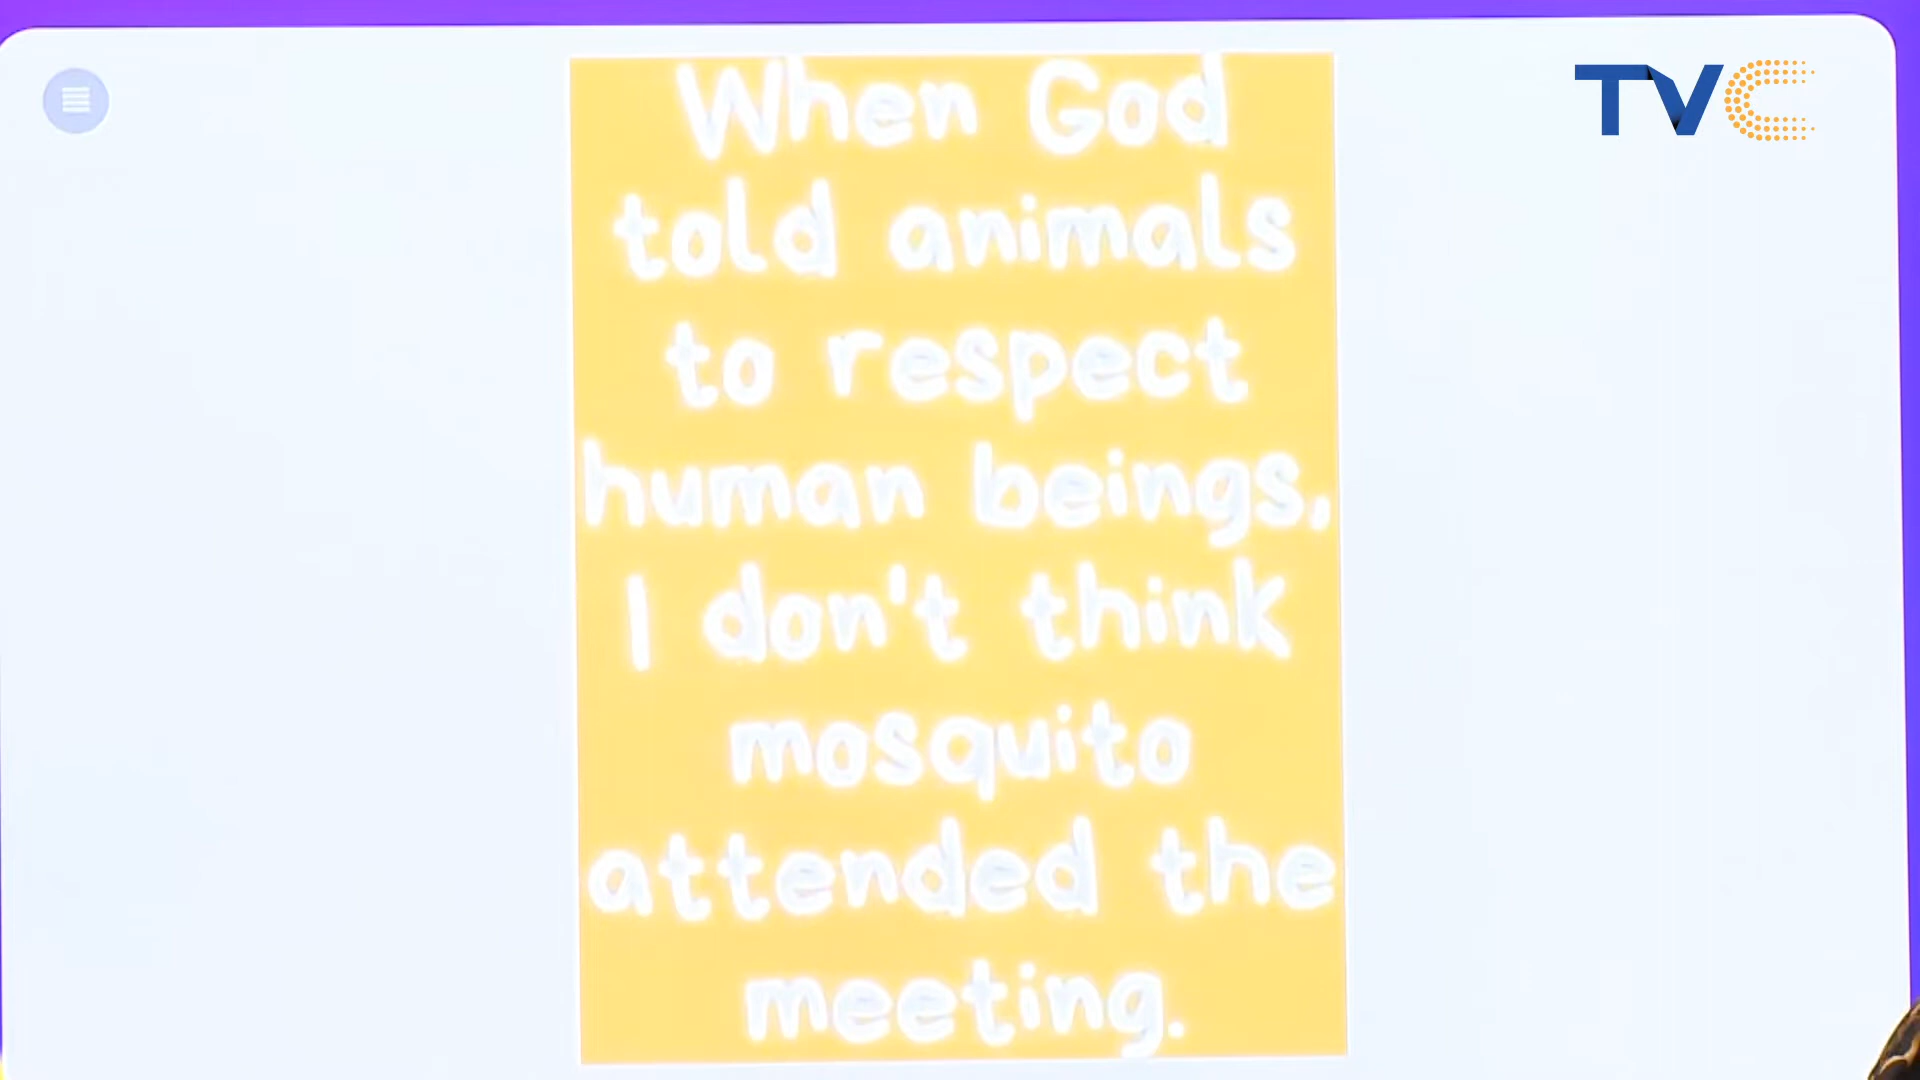 TVC
When God
told animals
to respect
human beings,
I don't think
mosquito
attended the
meeting.